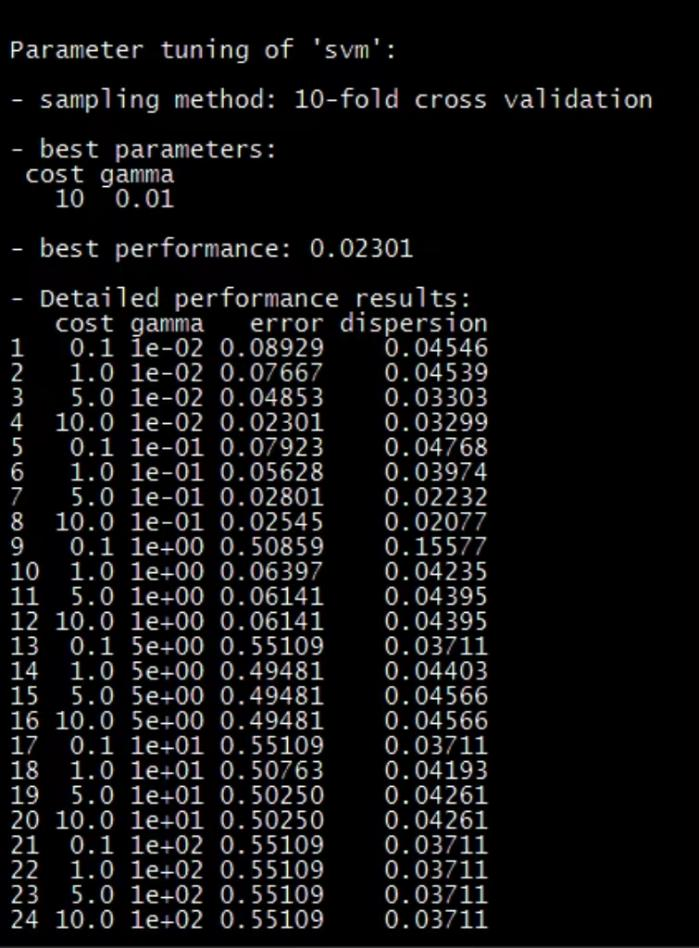 Parameter tuning of 'svm':
- sampling method: 10-fold cross validation
- best parameters:
cost gamma
10 0.01
- best performance: 0.02301
- Detailed performance results:
cost gamma error dispersion
1 0.1 1e-02 0.08929 0.04546
2 1.0 1e-02 0.07667 0.04539
3 5.0 1e-02 0.04853 0.03303
4 10.0 1e-02 0.02301 0.03299
5 0.1 1e-01 0.07923 0.04768
6 1.0 1e-01 0.05628 0.03974
7 5.0 1e-01 0.02801 0.02232
8 10.0 1e-01 0.02545 0.02077
9 0.1 1e+00 0.50859 0.15577
10 1.0 1e+00 0.06397 0.04235
11 5.0 1e+00 0.06141 0.04395
12 10.0 1e+00 0.06141 0.04395
13 0.1 5e+00 0.55109 0.03711
14 1.0 5e+00 0.49481 0.04403
15 5.0 5e+00 0.49481 0.04566
16 10.0 5e+00 0.49481 0.04566
17 0.1 1e+01 0.55109 0.03711
18 1.0 1e+01 0.50763 0.04193
19 5.0 1e+01 0.50250 0.04261
20 10.0 1e+01 0.50250 0.04261
21 0.1 1e+02 0.55109 0.03711
22 1.0 1e+02 0.55109 0.03711
23 5.0 1e+02 0.55109 0.03711
24 10.0 1e+02 0.55109 0.03711